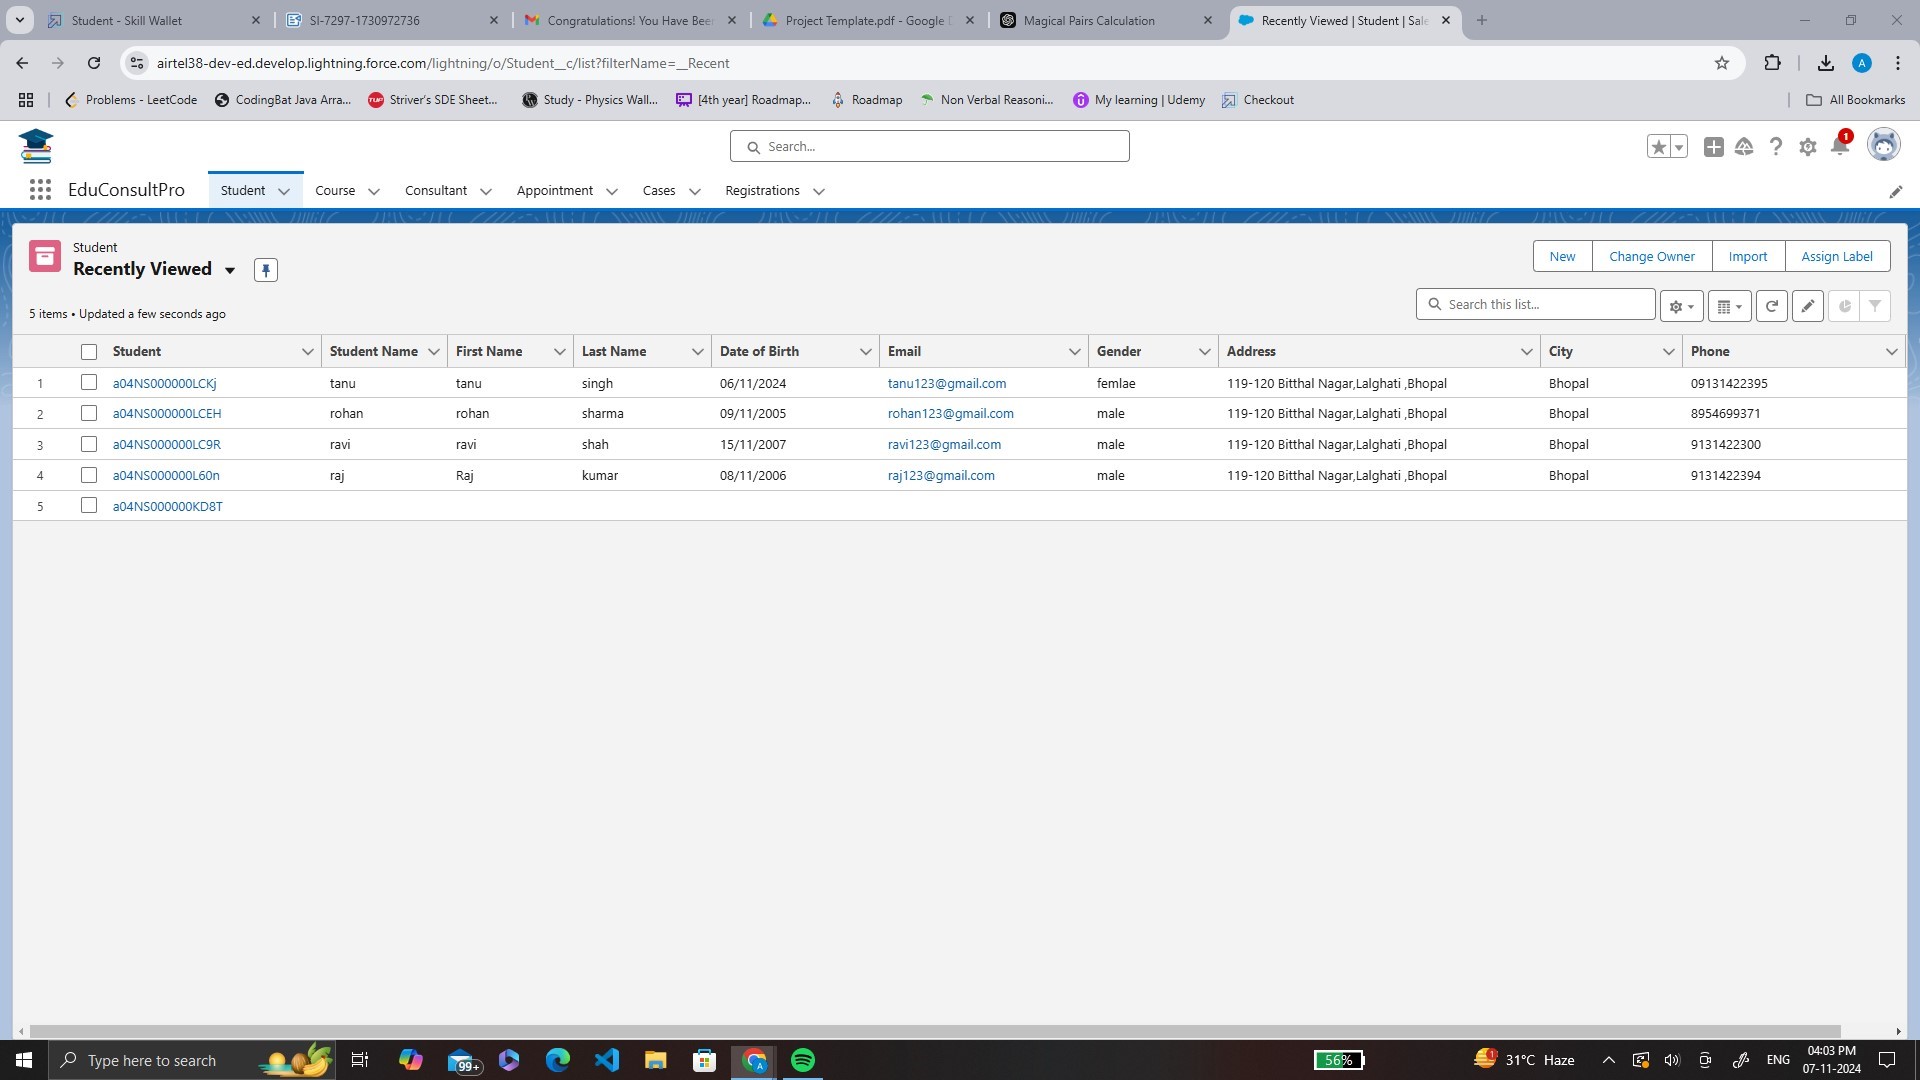 Student - Skill Wallet
SI-7297-1730972736
Congratulations! You Have Bee
Project Template.pdf - Google
Magical Pairs Calculation
Recently Viewed | Student | Sale
airtel38-dev-ed.develop.lightning.force.com/lightning/o/Student__c/list?filterName=__Recent
A
Problems - LeetCode
CodingBat Java Arra...
TUF
Striver's SDE Sheet...
Study - Physics Wall...
[4th year] Roadmap...
Roadmap
Non Verbal Reasoni...
My learning | Udemy
Checkout
All Bookmarks
Search...
1
EduConsultPro
Student
Course
Consultant
Appointment
Cases
Registrations
Student
Recently Viewed
New
Change Owner
Import
Assign Label
5 items • Updated a few seconds ago
Search this list...
Student Student Name First Name Last Name Date of Birth Email Gender Address City Phone
1 a04NS000000LCKj tanu tanu singh 06/11/2024 tanu123@gmail.com femlae 119-120 Bitthal Nagar,Lalghati ,Bhopal Bhopal 09131422395
2 a04NS000000LCEH rohan rohan sharma 09/11/2005 rohan123@gmail.com male 119-120 Bitthal Nagar,Lalghati ,Bhopal Bhopal 8954699371
3 a04NS000000LC9R ravi ravi shah 15/11/2007 ravi123@gmail.com male 119-120 Bitthal Nagar,Lalghati ,Bhopal Bhopal 9131422300
4 a04NS000000L60n raj Raj kumar 08/11/2006 raj123@gmail.com male 119-120 Bitthal Nagar,Lalghati ,Bhopal Bhopal 9131422394
5 a04NS000000KD8T
Type here to search
99+
A
56%
1
31°C Haze
ENG
04:03 PM
07-11-2024